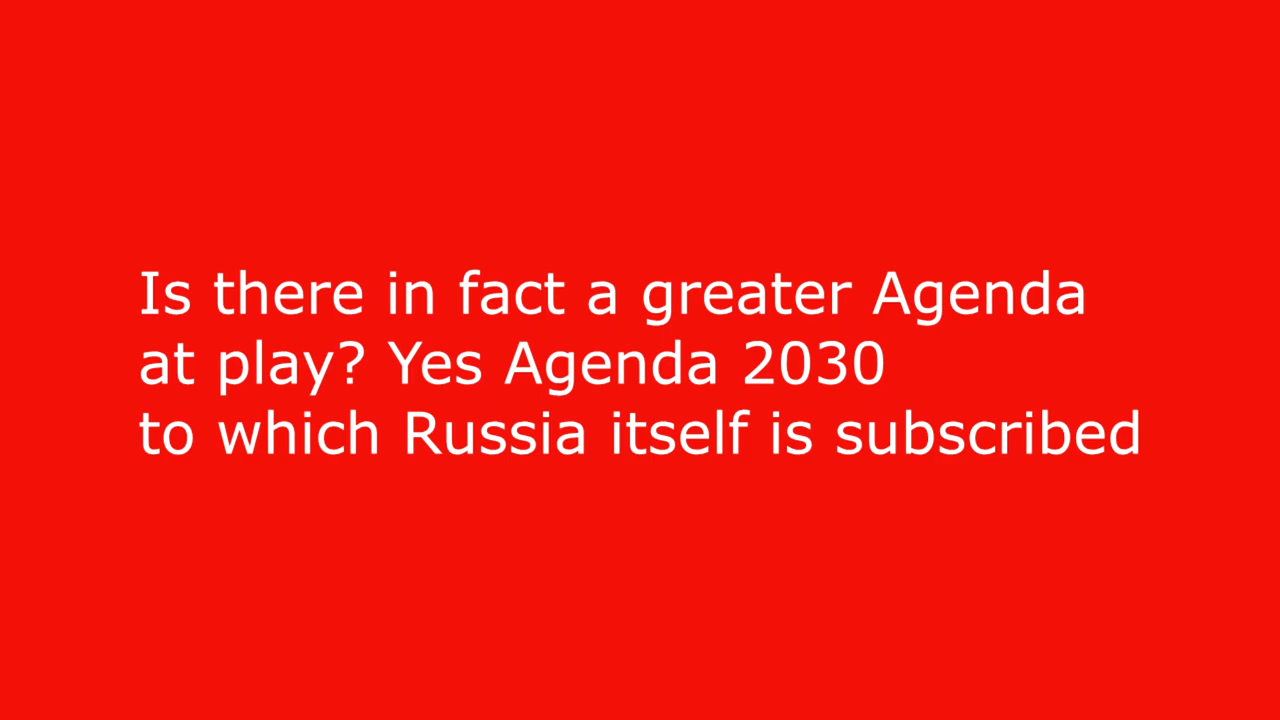 Is there in fact a greater Agenda
at play? Yes Agenda 2030
to which Russia itself is subscribed